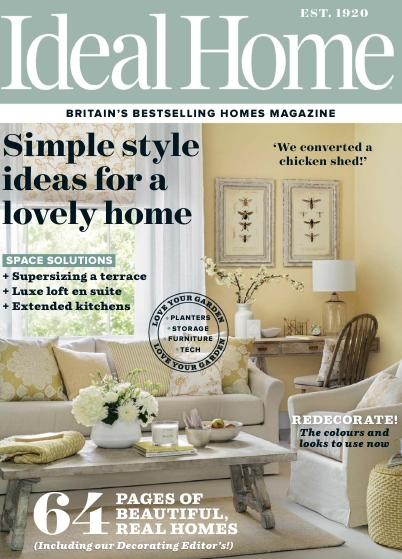 EST. 1920
Ideal Home
BRITAIN'S BESTSELLING HOMES MAGAZINE
Simple style
ideas for a
lovely home
'We converted a
chicken shed!'
SPACE SOLUTIONS
+ Supersizing a terrace
+ Luxe loft en suite
+ Extended kitchens
LOVE YOUR GARDEN
PLANTERS
STORAGE
FURNITURE
TECH
LOVE YOUR GARDEN
REDECORATE!
The colours and
looks to use now
64 PAGES OF
BEAUTIFUL,
REAL HOMES
(Including our Decorating Editor's!)